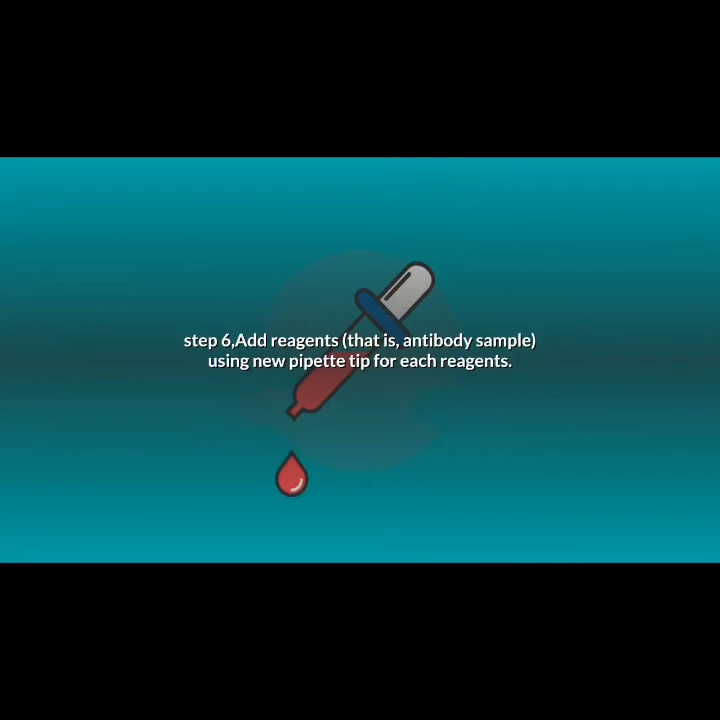 step 6,Add reagents (that is, antibody sample)
using new pipette tip for each reagents.